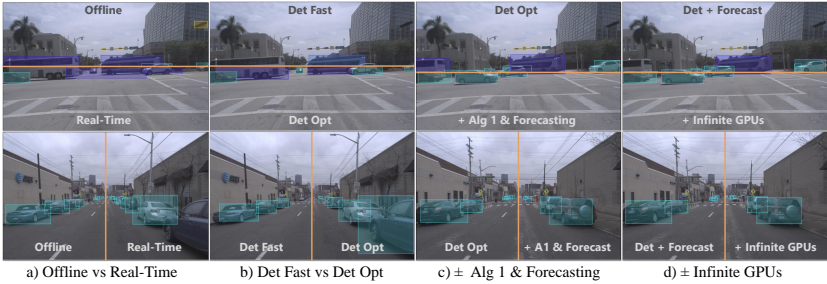 Offline
Real-Time
Det Fast
Det Opt
Det Opt
+ Alg 1 & Forecasting
Det + Forecast
+ Infinite GPUs
Offline
Real-Time
Det Fast
Det Opt
Det Opt
+ A1 & Forecast
Det + Forecast
+ Infinite GPUs
a) Offline vs Real-Time
b) Det Fast vs Det Opt
c) ± Alg 1 & Forecasting
d) ± Infinite GPUs